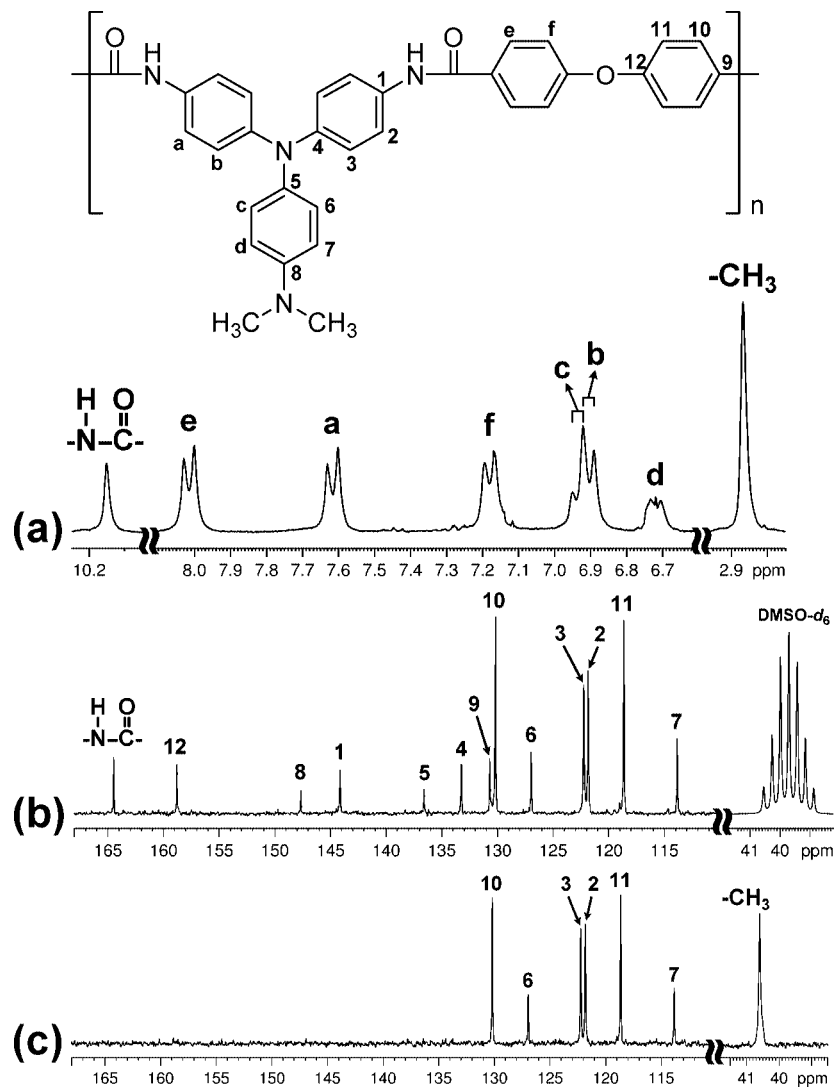 O H H O e f 11 10
N N O 12 9
1
a b 4 3 2
N
5
c 6
d 7
8
N
H₃C CH₃
n
-CH₃
c b
H O
-N-C-
e a f d
(a)
10.2 8.0 7.9 7.8 7.7 7.6 7.5 7.4 7.3 7.2 7.1 7.0 6.9 6.8 6.7 2.9 ppm
10 11 DMSO-d₆
3 2
H O
-N-C-
12 8 1 5 4 9 6 7
(b)
165 160 155 150 145 140 135 130 125 120 115 41 40 ppm
10 3 2 11 -CH₃
6 7
(c)
165 160 155 150 145 140 135 130 125 120 115 41 40 ppm